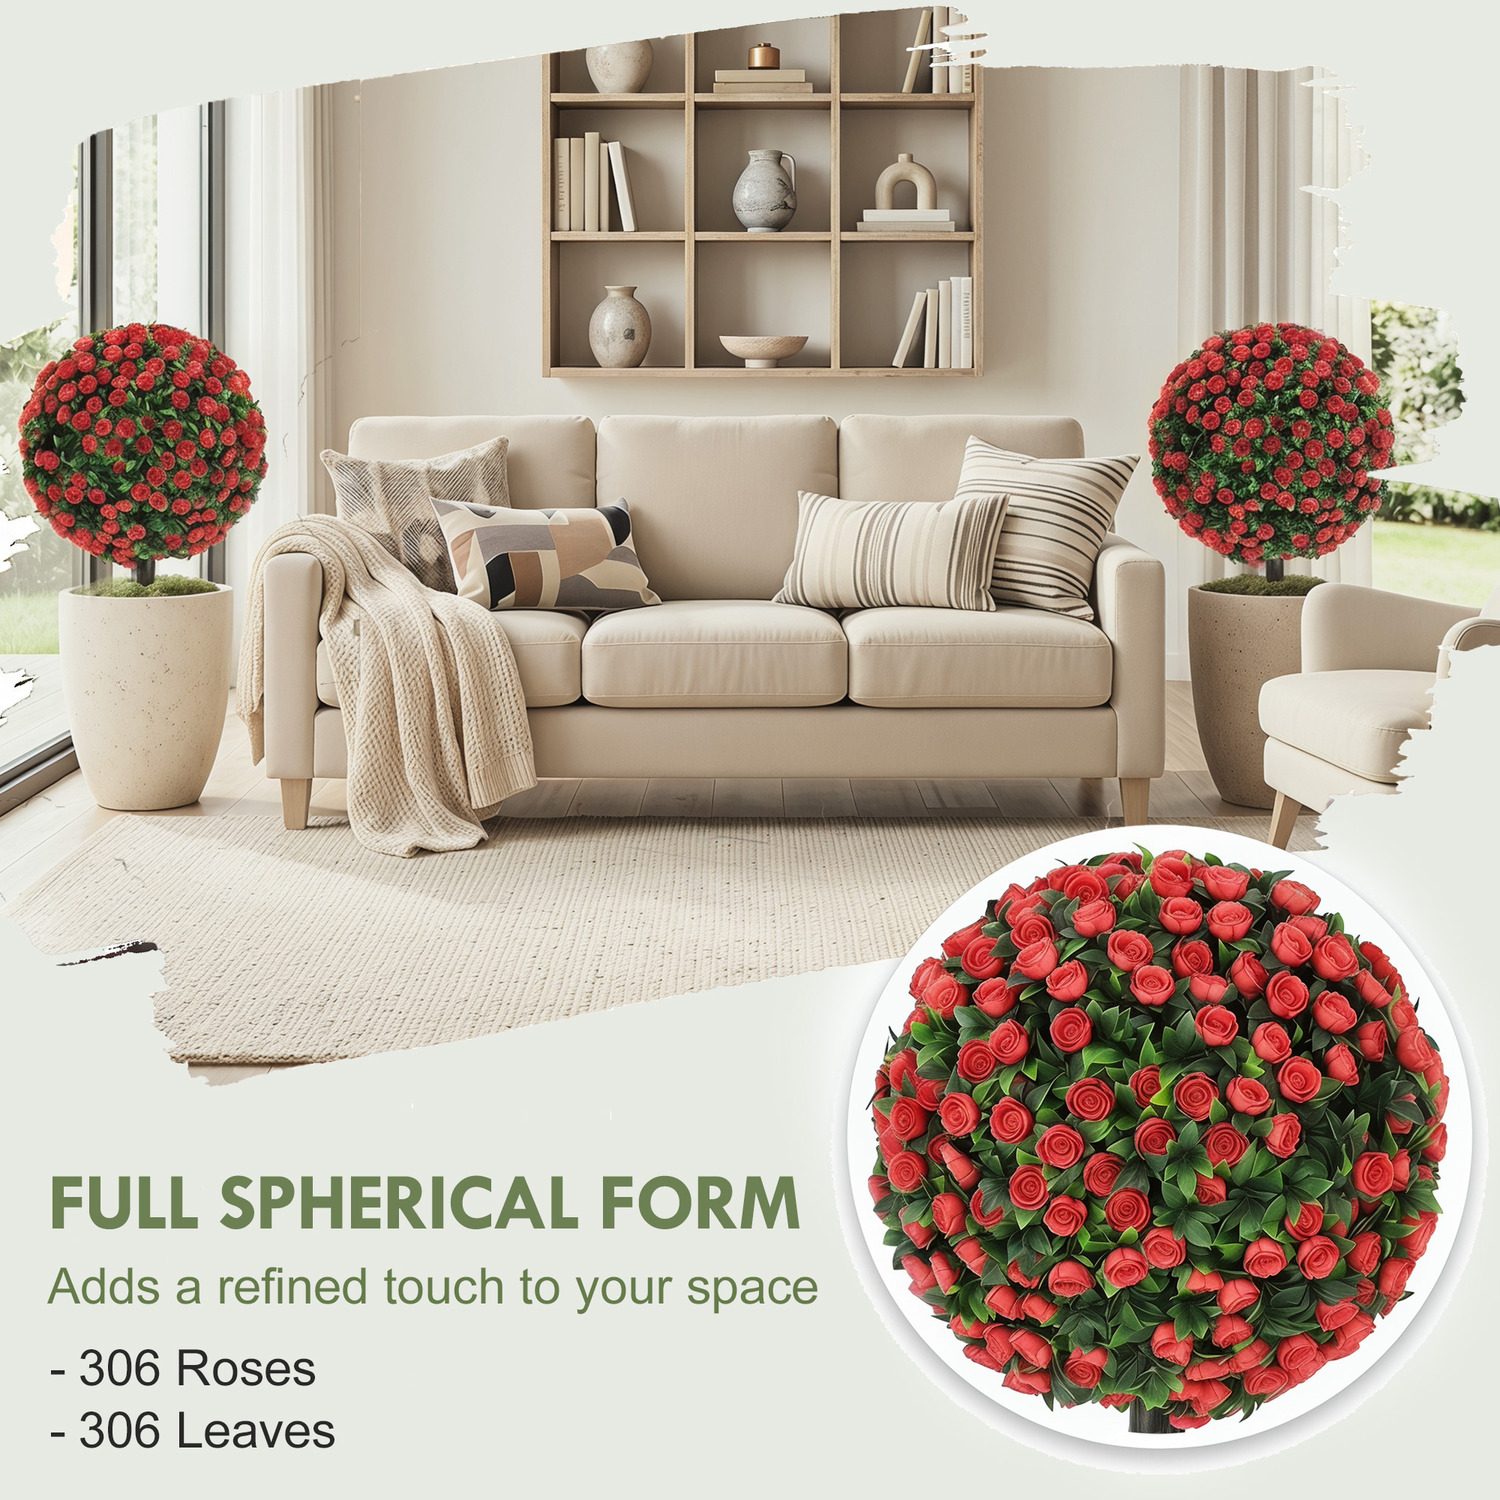 FULL SPHERICAL FORM
Adds a refined touch to your space
- 306 Roses
- 306 Leaves